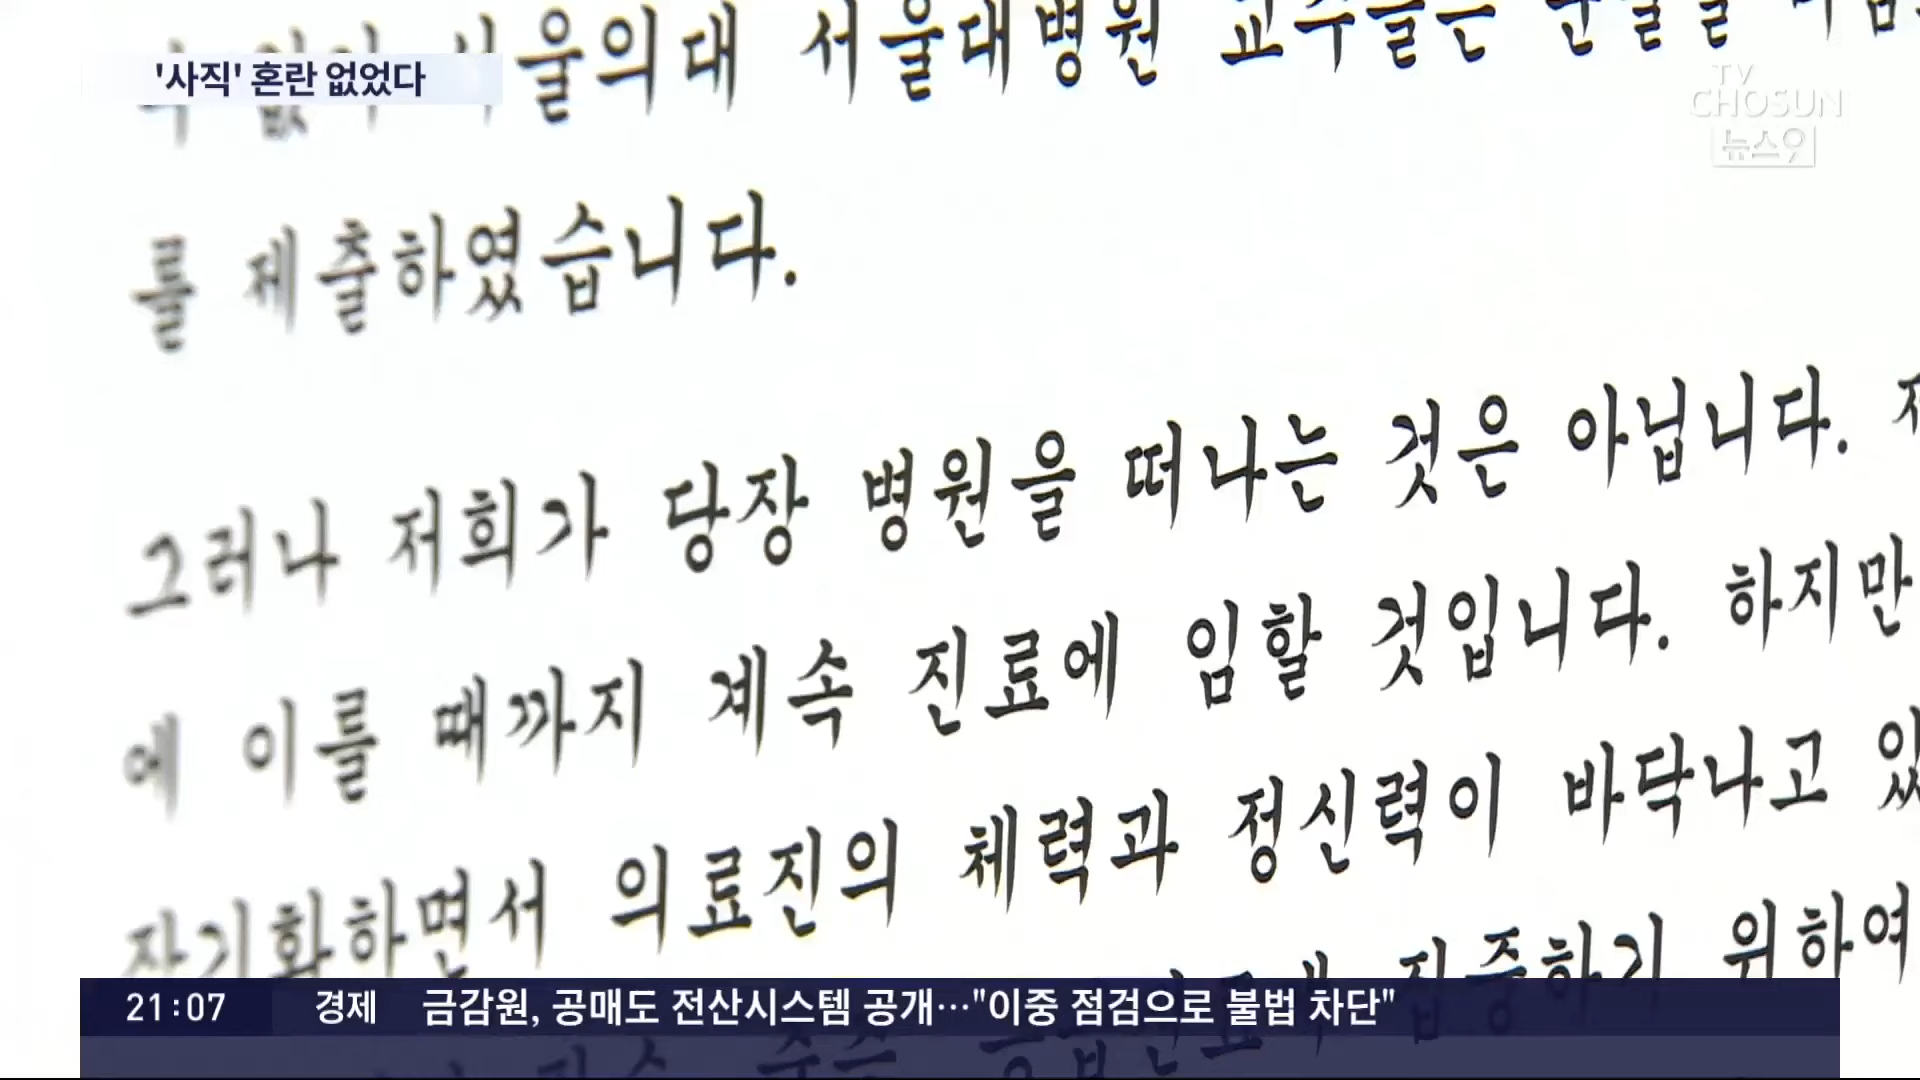 '사직' 혼란 없었다
TV
CHOSUN
뉴스9
서울의대 서울대병원 교수들은
를 제출하였습니다.
그러나 저희가 당장 병원을 떠나는 것은 아닙니다.
에 이를 때까지 계속 진료에 임할 것입니다. 하지만
장기화하면서 의료진의 체력과 정신력이 바닥나고
집중하기 위하여
21:07 경제 금감원, 공매도 전산시스템 공개…"이중 점검으로 불법 차단"